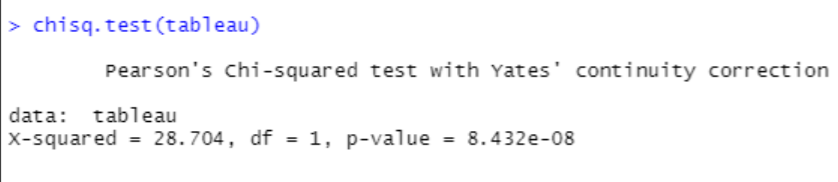 > chisq.test(tableau)
Pearson's Chi-squared test with Yates' continuity correction
data:  tableau
X-squared = 28.704, df = 1, p-value = 8.432e-08